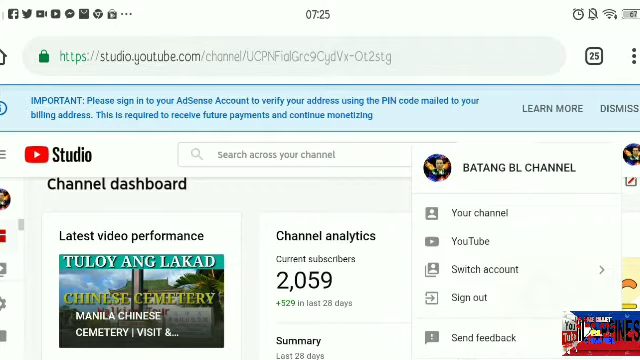 07:25
67
https://studio.youtube.com/channel/UCPNFialGrc9CydVx-Ot2stg
25
IMPORTANT: Please sign in to your AdSense Account to verify your address using the PIN code mailed to your
billing address. This is required to receive future payments and continue monetizing
LEARN MORE
DISMISS
Studio
Search across your channel
BATANG BL CHANNEL
Channel dashboard
Your channel
YouTube
Switch account
Sign out
Send feedback
Latest video performance
TULOY ANG LAKAD
CHINESE CEMETERY
MANILA CHINESE
CEMETERY | VISIT &...
Channel analytics
Current subscribers
2,059
+529 in last 28 days
Summary
Last 28 days